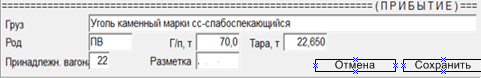 (ПРИБЫТИЕ)
Груз Уголь каменный марки сс-слабоспекающийся
Род ПВ Г/п, т 70,0 Тара, т 22,650
Принадлежн. вагона 22 Разметка . .
Отмена Сохранить